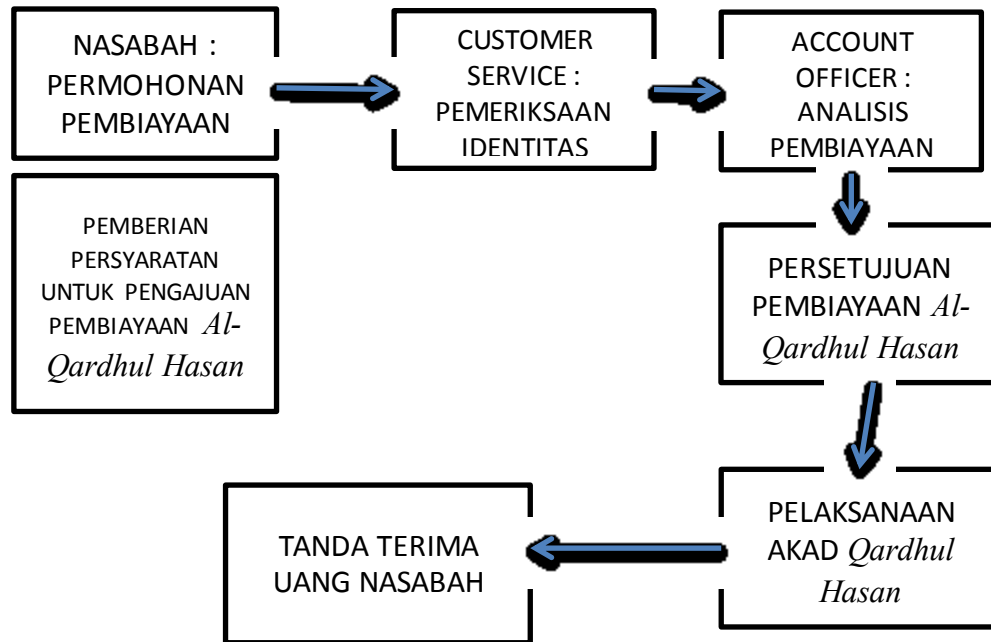 NASABAH :
PERMOHONAN
PEMBIAYAAN
CUSTOMER
SERVICE :
PEMERIKSAAN
IDENTITAS
ACCOUNT
OFFICER :
ANALISIS
PEMBIAYAAN
PEMBERIAN
PERSYARATAN
UNTUK PENGAJUAN
PEMBIAYAAN Al-
Qardhul Hasan
PERSETUJUAN
PEMBIAYAAN Al-
Qardhul Hasan
PELAKSANAAN
AKAD Qardhul
Hasan
TANDA TERIMA
UANG NASABAH